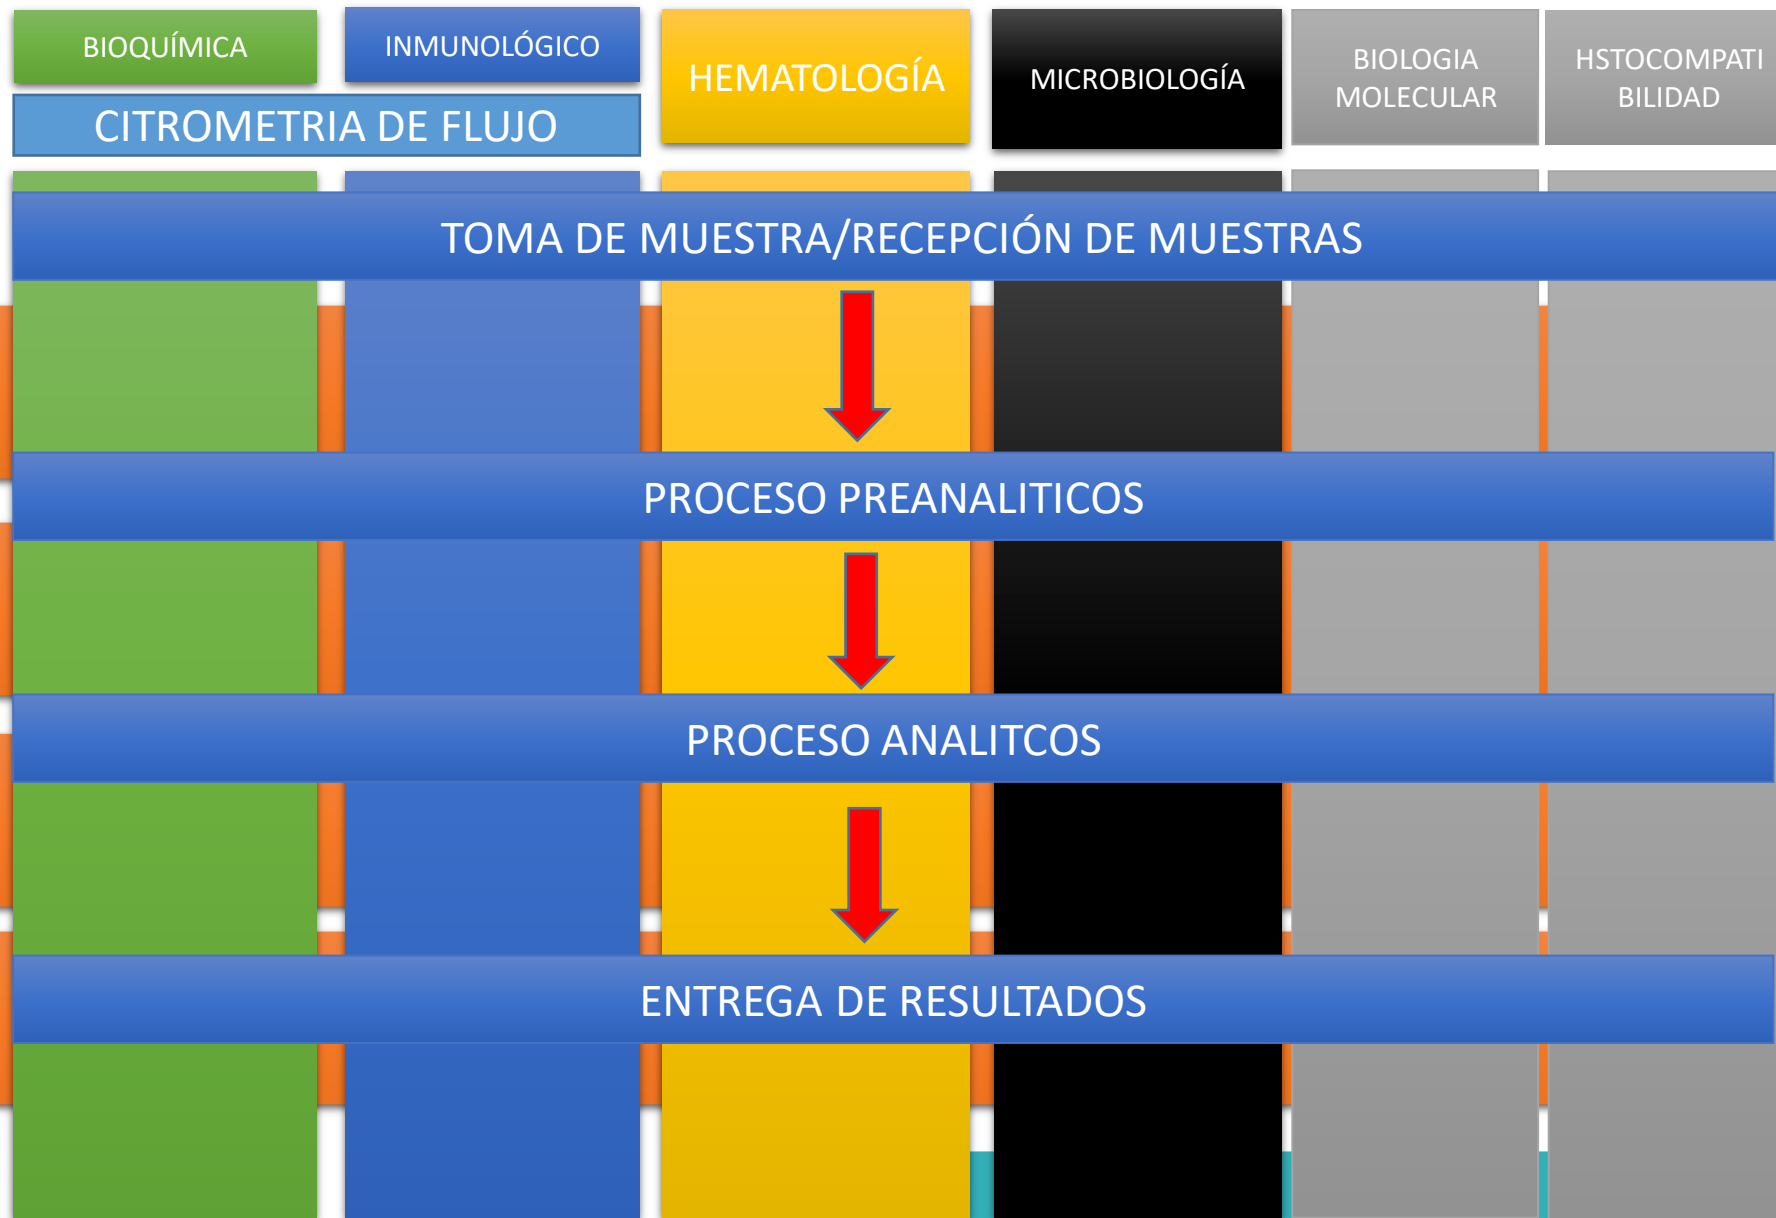 BIOQUÍMICA
INMUNOLÓGICO
HEMATOLOGÍA
MICROBIOLOGÍA
BIOLOGIA
MOLECULAR
HSTOCOMPATI
BILIDAD
CITROMETRIA DE FLUJO
TOMA DE MUESTRA/RECEPCIÓN DE MUESTRAS
PROCESO PREANALITICOS
PROCESO ANALITCOS
ENTREGA DE RESULTADOS